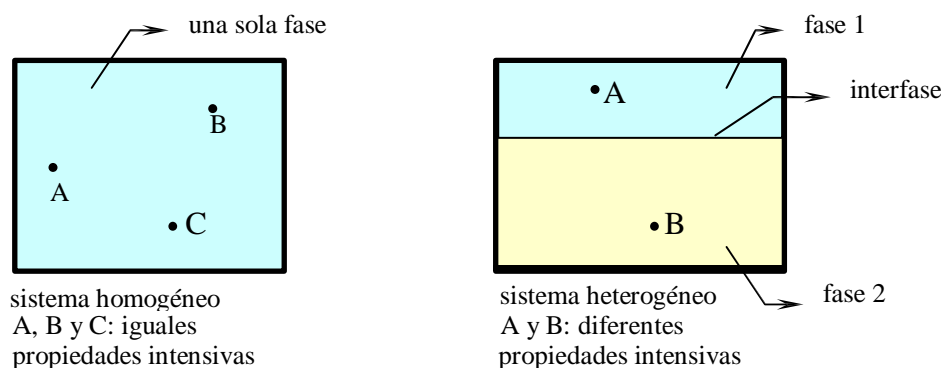 una sola fase
A
B
C
sistema homogéneo
A, B y C: iguales
propiedades intensivas
fase 1
A
interfase
B
fase 2
sistema heterogéneo
A y B: diferentes
propiedades intensivas